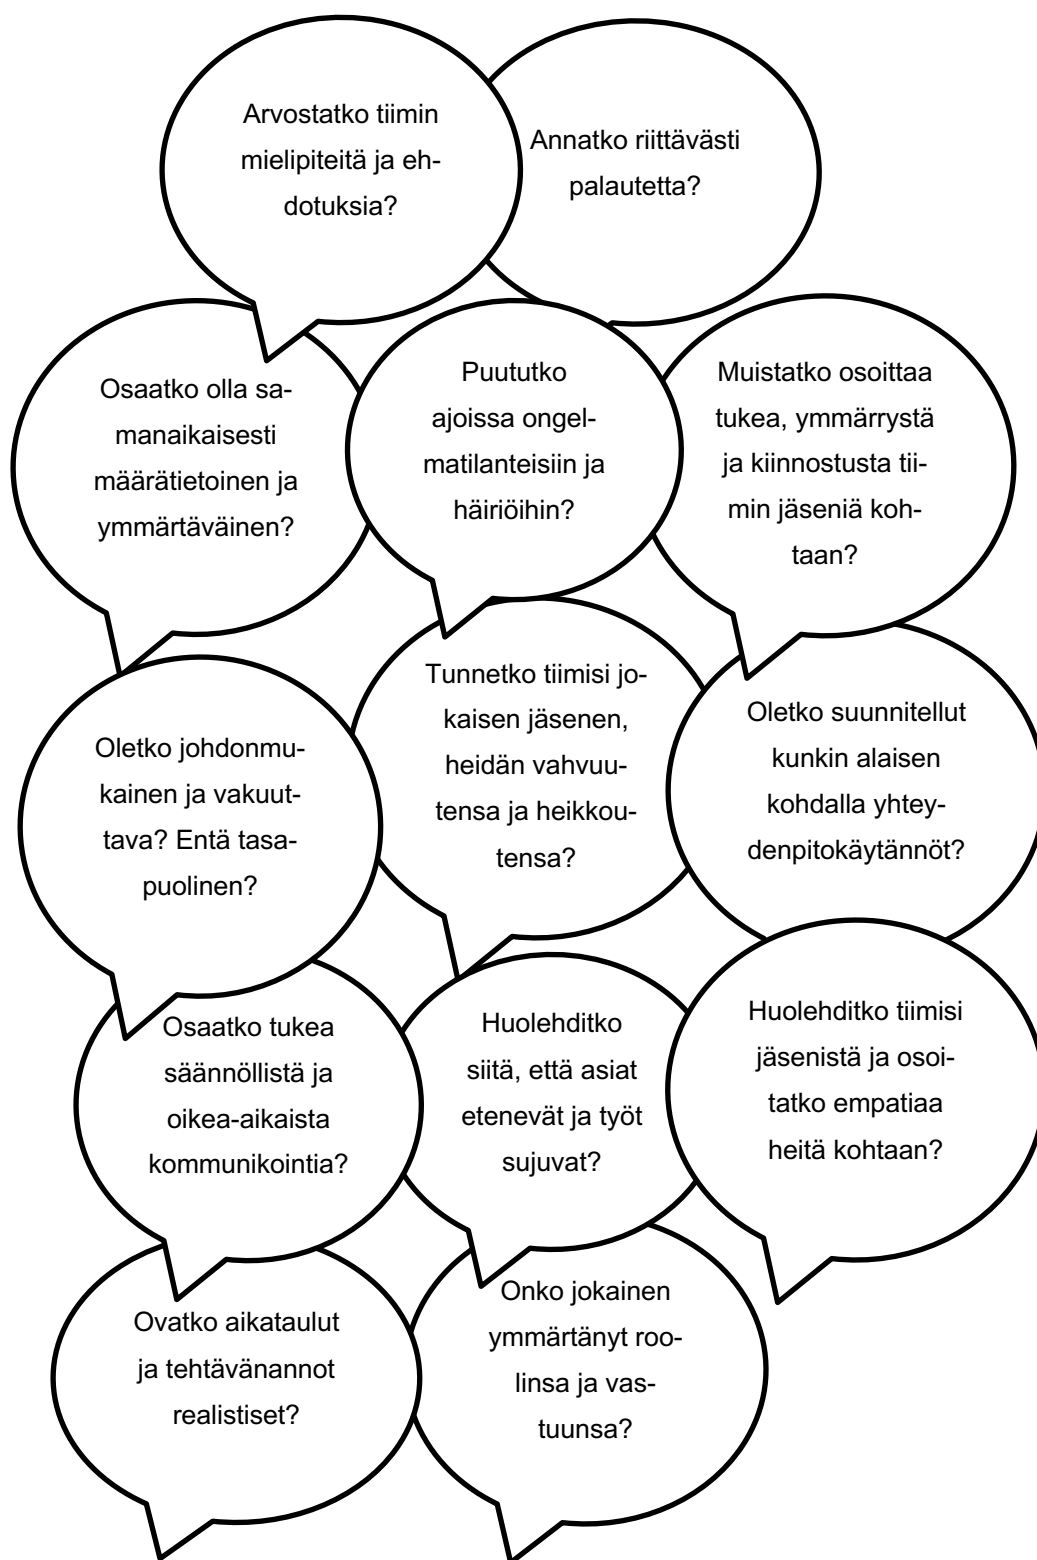 Arvostatko tiimin
mielipiteitä ja eh-
dotuksia?
Annatko riittävästi
palautetta?
Osaatko olla sa-
manaikaisesti
määrätietoinen ja
ymmärtäväinen?
Puututko
ajoissa ongel-
matilanteisiin ja
häiriöihin?
Muistatko osoittaa
tukea, ymmärrystä
ja kiinnostusta tii-
min jäseniä koh-
taan?
Oletko johdonmu-
kainen ja vakuut-
tava? Entä tasa-
puolinen?
Tunnetko tiimisi jo-
kaisen jäsenen,
heidän vahvuu-
tensa ja heikkou-
tensa?
Oletko suunnitellut
kunkin alaisen
kohdalla yhtey-
denpitokäytännöt?
Osaatko tukea
säännöllistä ja
oikea-aikaista
kommunikointia?
Huolehditko
siitä, että asiat
etenevät ja työt
sujuvat?
Huolehditko tiimisi
jäsenistä ja osoi-
tatko empatiaa
heitä kohtaan?
Ovatko aikataulut
ja tehtävänannot
realistiset?
Onko jokainen
ymmärtänyt roo-
linsa ja vas-
tuunsa?